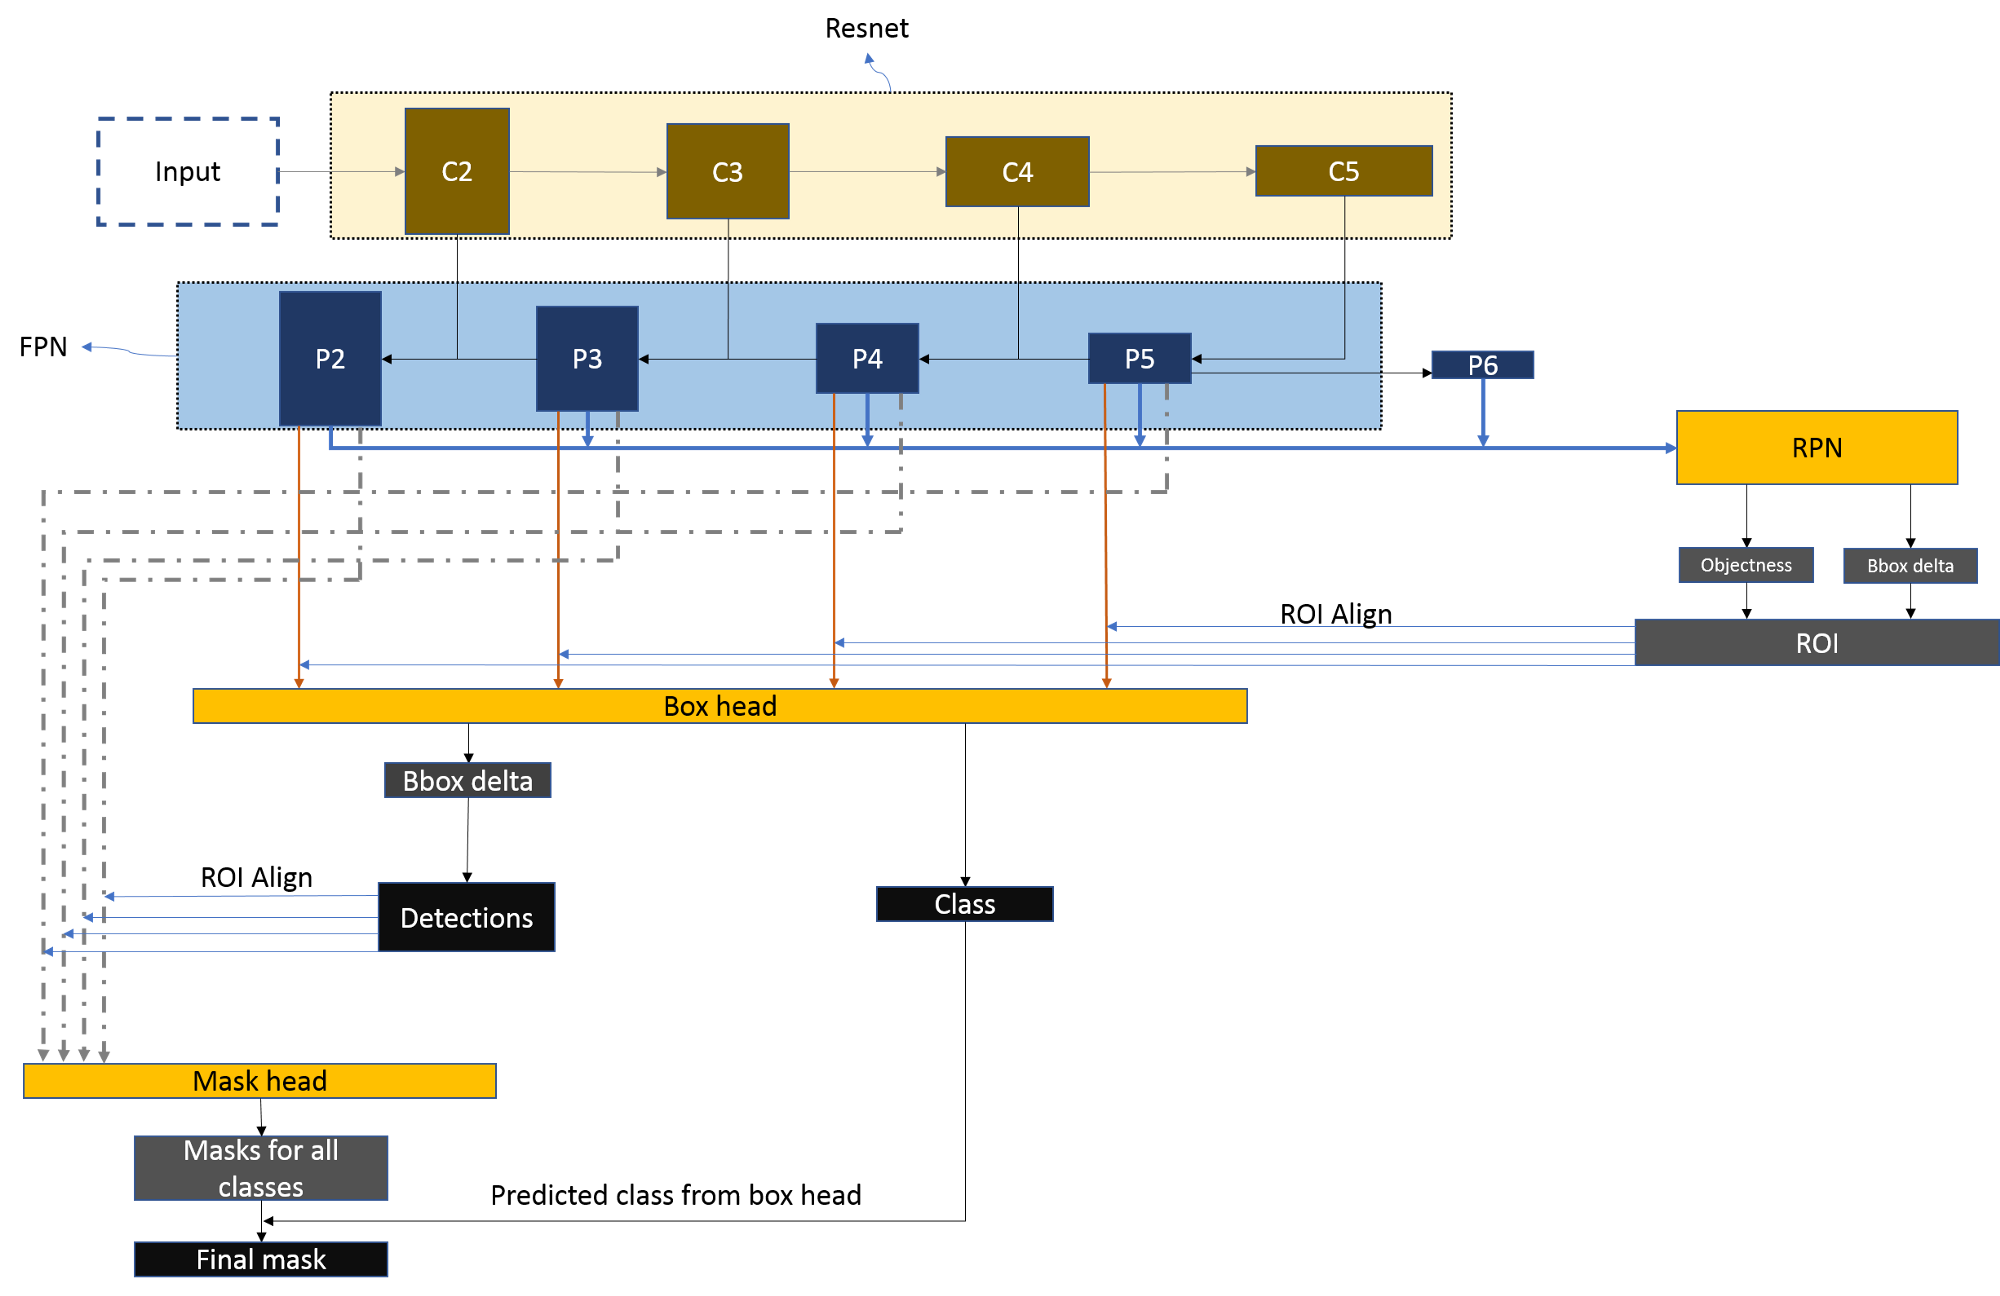 Resnet
Input
C2
C3
C4
C5
FPN
P2
P3
P4
P5
P6
RPN
Objectness
Bbox delta
ROI Align
ROI
Box head
Bbox delta
ROI Align
Detections
Class
Mask head
Masks for all
classes
Predicted class from box head
Final mask